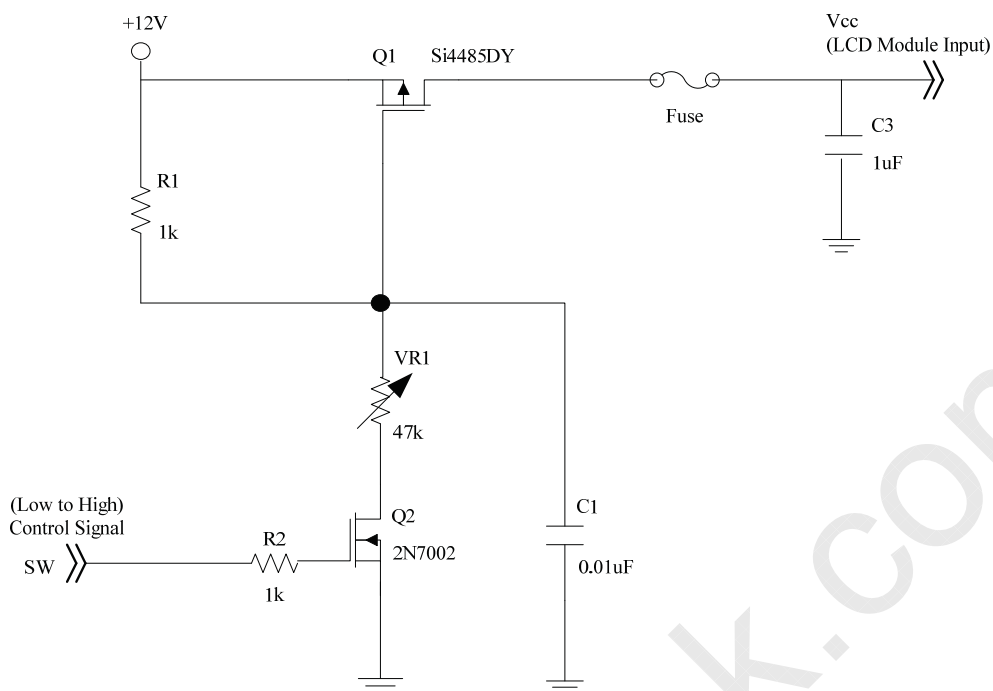 +12V
Q1
Si4485DY
Vcc
(LCD Module Input)
Fuse
C3
1uF
R1
1k
VR1
47k
(Low to High)
Control Signal
SW
R2
1k
Q2
2N7002
C1
0.01uF
k.com